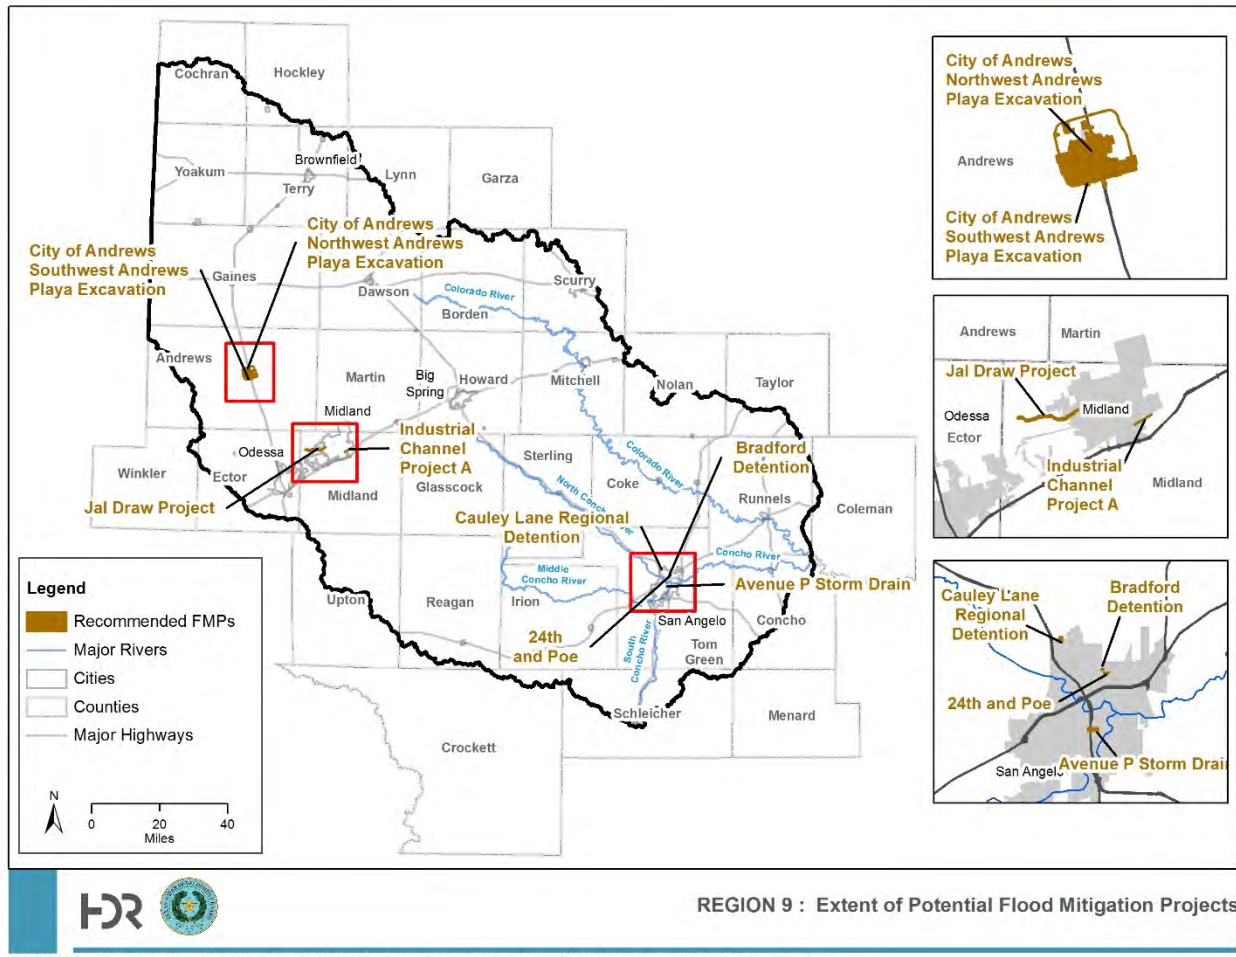 Cochran
Hockley
Brownfield
Yoakum
Lynn
Terry
Garza
City of Andrews
Southwest Andrews
Playa Excavation
City of Andrews
Northwest Andrews
Playa Excavation
Gaines
Dawson
Colorado River
Borden
Scurry
Andrews
Martin
Big
Spring
Howard
Mitchell
Nolan
Taylor
Midland
Odessa
Industrial
Channel
Project A
Winkler
Ector
Midland
Glasscock
Sterling
Coke
Colorado River
Bradford
Detention
Runnels
Coleman
Jal Draw Project
Cauley Lane Regional
Detention
Concho River
Middle
Concho River
Avenue P Storm Drain
Upton
Reagan
Irion
San Angelo
Concho
24th
and Poe
South
Concho River
Tom
Green
Schleicher
Menard
Crockett
Legend
Recommended FMPs
Major Rivers
Cities
Counties
Major Highways
N
0 20 40
Miles
City of Andrews
Northwest Andrews
Playa Excavation
Andrews
City of Andrews
Southwest Andrews
Playa Excavation
Andrews
Martin
Jal Draw Project
Odessa
Midland
Ector
Industrial
Channel
Project A
Midland
Cauley Lane
Regional
Detention
Bradford
Detention
24th and Poe
San Angelo
Avenue P Storm Drain
HDR
REGION 9 : Extent of Potential Flood Mitigation Projects